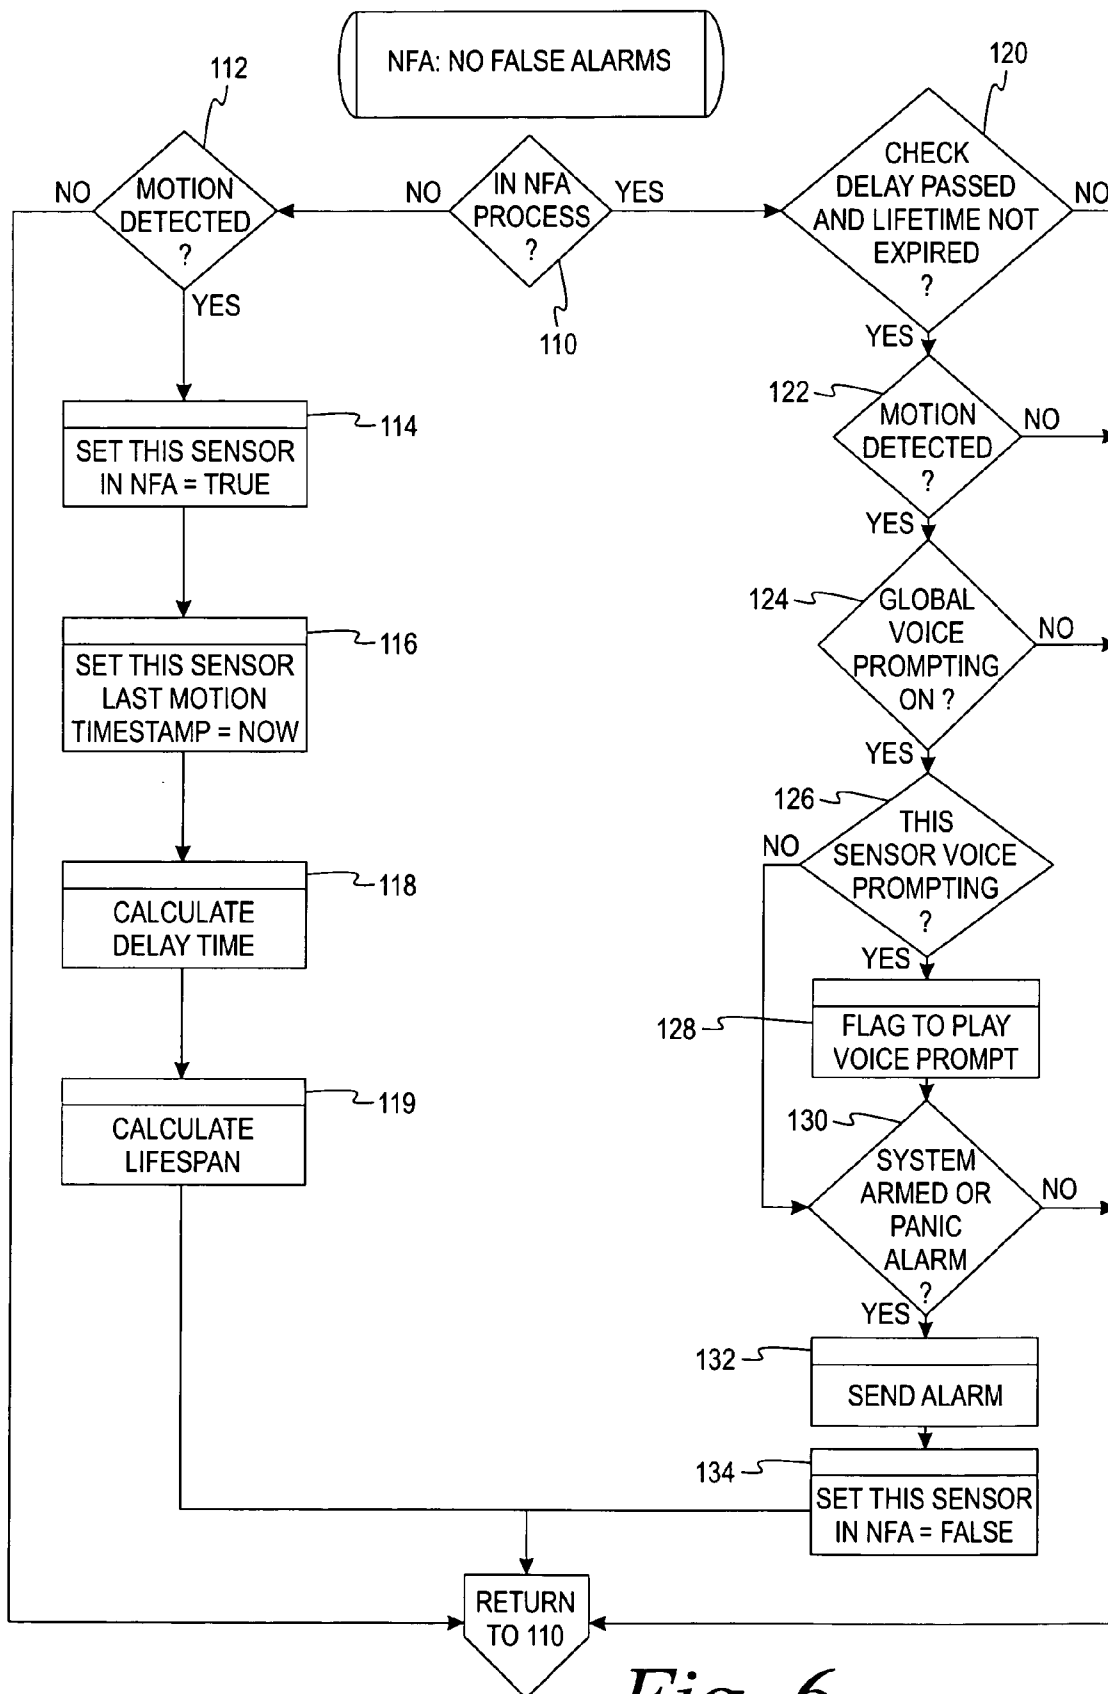 NFA: NO FALSE ALARMS
112
120
NO
MOTION
DETECTED
?
NO
IN NFA
PROCESS
?
YES
CHECK
DELAY PASSED
AND LIFETIME NOT
EXPIRED
?
NO
YES
110
YES
122
MOTION
DETECTED
?
NO
114
SET THIS SENSOR
IN NFA = TRUE
YES
124
GLOBAL
VOICE
PROMPTING
ON ?
NO
116
SET THIS SENSOR
LAST MOTION
TIMESTAMP = NOW
YES
126
THIS
SENSOR VOICE
PROMPTING
?
NO
118
CALCULATE
DELAY TIME
YES
128
FLAG TO PLAY
VOICE PROMPT
119
CALCULATE
LIFESPAN
130
SYSTEM
ARMED OR
PANIC
ALARM
?
NO
YES
132
SEND ALARM
134
SET THIS SENSOR
IN NFA = FALSE
RETURN
TO 110
Fig. 6